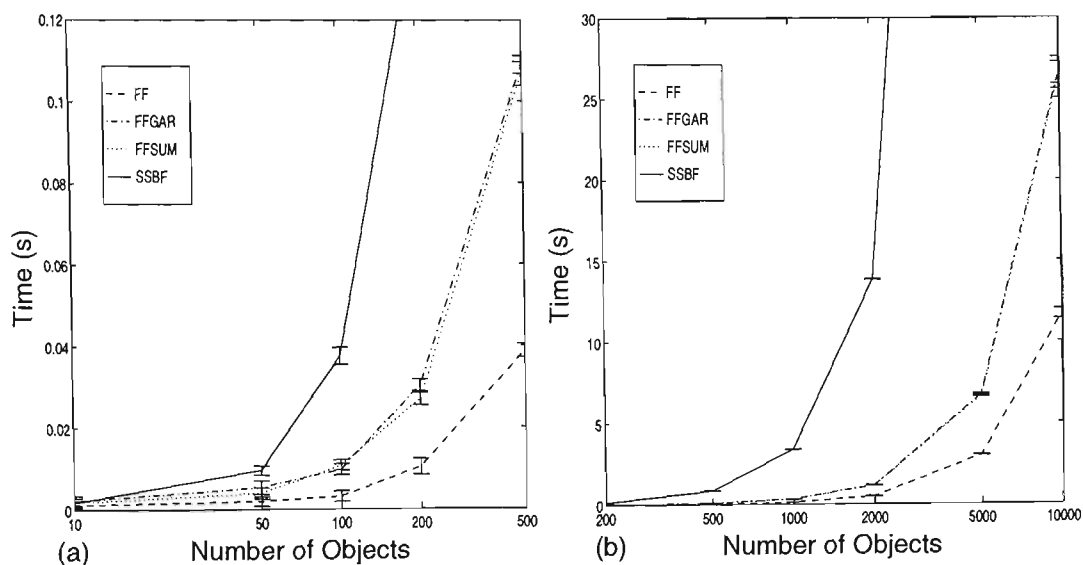 0.12
0.1
0.08
0.06
0.04
0.02
0
Time (s)
FF
FFGAR
FFSUM
SSBF
10
50
100
200
500
(a)
Number of Objects
30
25
20
15
10
5
0
Time (s)
FF
FFGAR
FFSUM
SSBF
200
500
1000
2000
5000
10000
(b)
Number of Objects